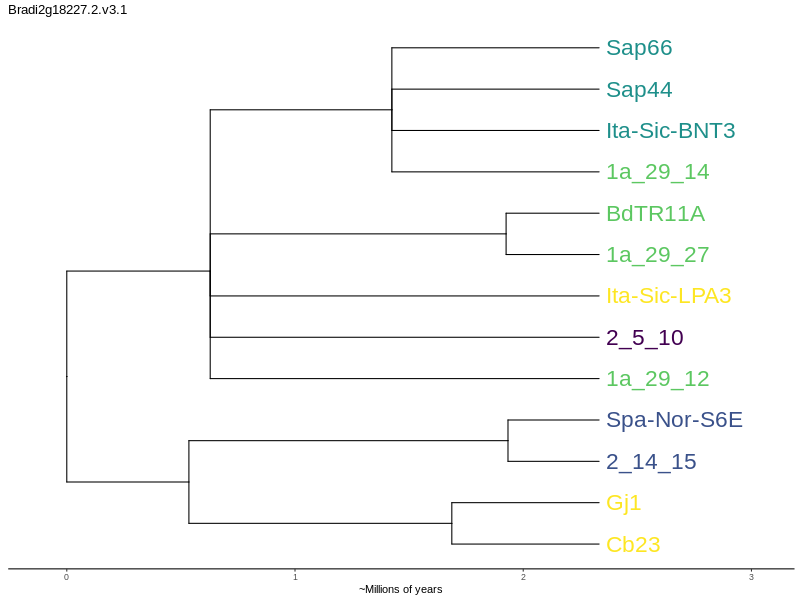 Bradi2g18227.2.v3.1
Sap66
Sap44
Ita-Sic-BNT3
1a_29_14
BdTR11A
1a_29_27
Ita-Sic-LPA3
2_5_10
1a_29_12
Spa-Nor-S6E
2_14_15
Gj1
Cb23
0 1 2 3
~Millions of years